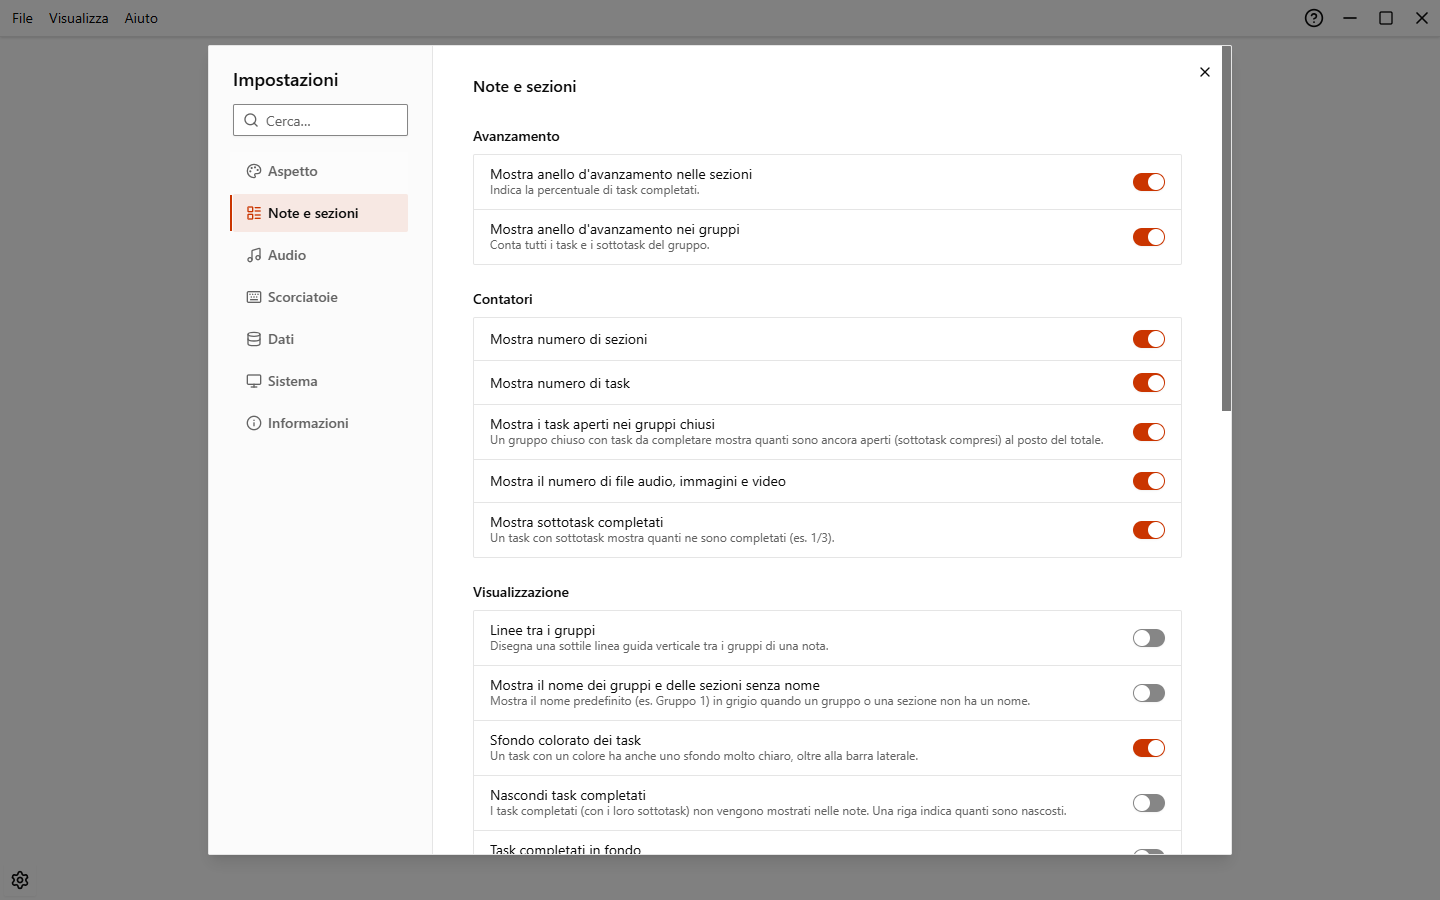 File Visualizza Aiuto
Impostazioni
Cerca...
Aspetto
Note e sezioni
Audio
Scorciatoie
Dati
Sistema
Informazioni
Note e sezioni
Avanzamento
Mostra anello d'avanzamento nelle sezioni
Indica la percentuale di task completati.
Mostra anello d'avanzamento nei gruppi
Conta tutti i task e i sottotask del gruppo.
Contatori
Mostra numero di sezioni
Mostra numero di task
Mostra i task aperti nei gruppi chiusi
Un gruppo chiuso con task da completare mostra quanti sono ancora aperti (sottotask compresi) al posto del totale.
Mostra il numero di file audio, immagini e video
Mostra sottotask completati
Un task con sottotask mostra quanti ne sono completati (es. 1/3).
Visualizzazione
Linee tra i gruppi
Disegna una sottile linea guida verticale tra i gruppi di una nota.
Mostra il nome dei gruppi e delle sezioni senza nome
Mostra il nome predefinito (es. Gruppo 1) in grigio quando un gruppo o una sezione non ha un nome.
Sfondo colorato dei task
Un task con un colore ha anche uno sfondo molto chiaro, oltre alla barra laterale.
Nascondi task completati
I task completati (con i loro sottotask) non vengono mostrati nelle note. Una riga indica quanti sono nascosti.
Task completati in fondo